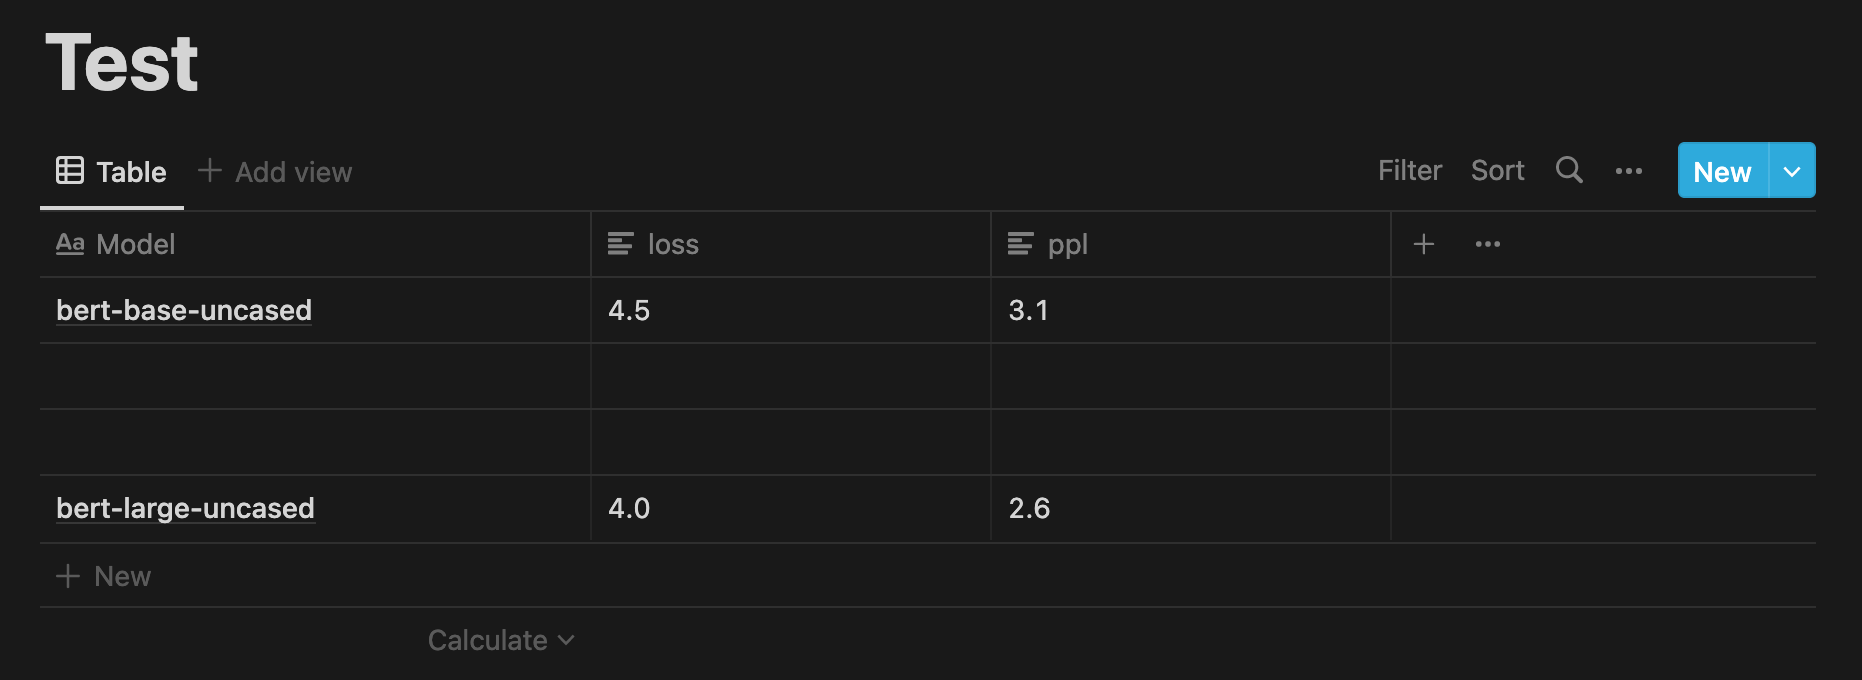 Test
Table Add view Filter Sort New
Aa Model loss ppl
bert-base-uncased 4.5 3.1
bert-large-uncased 4.0 2.6
New
Calculate